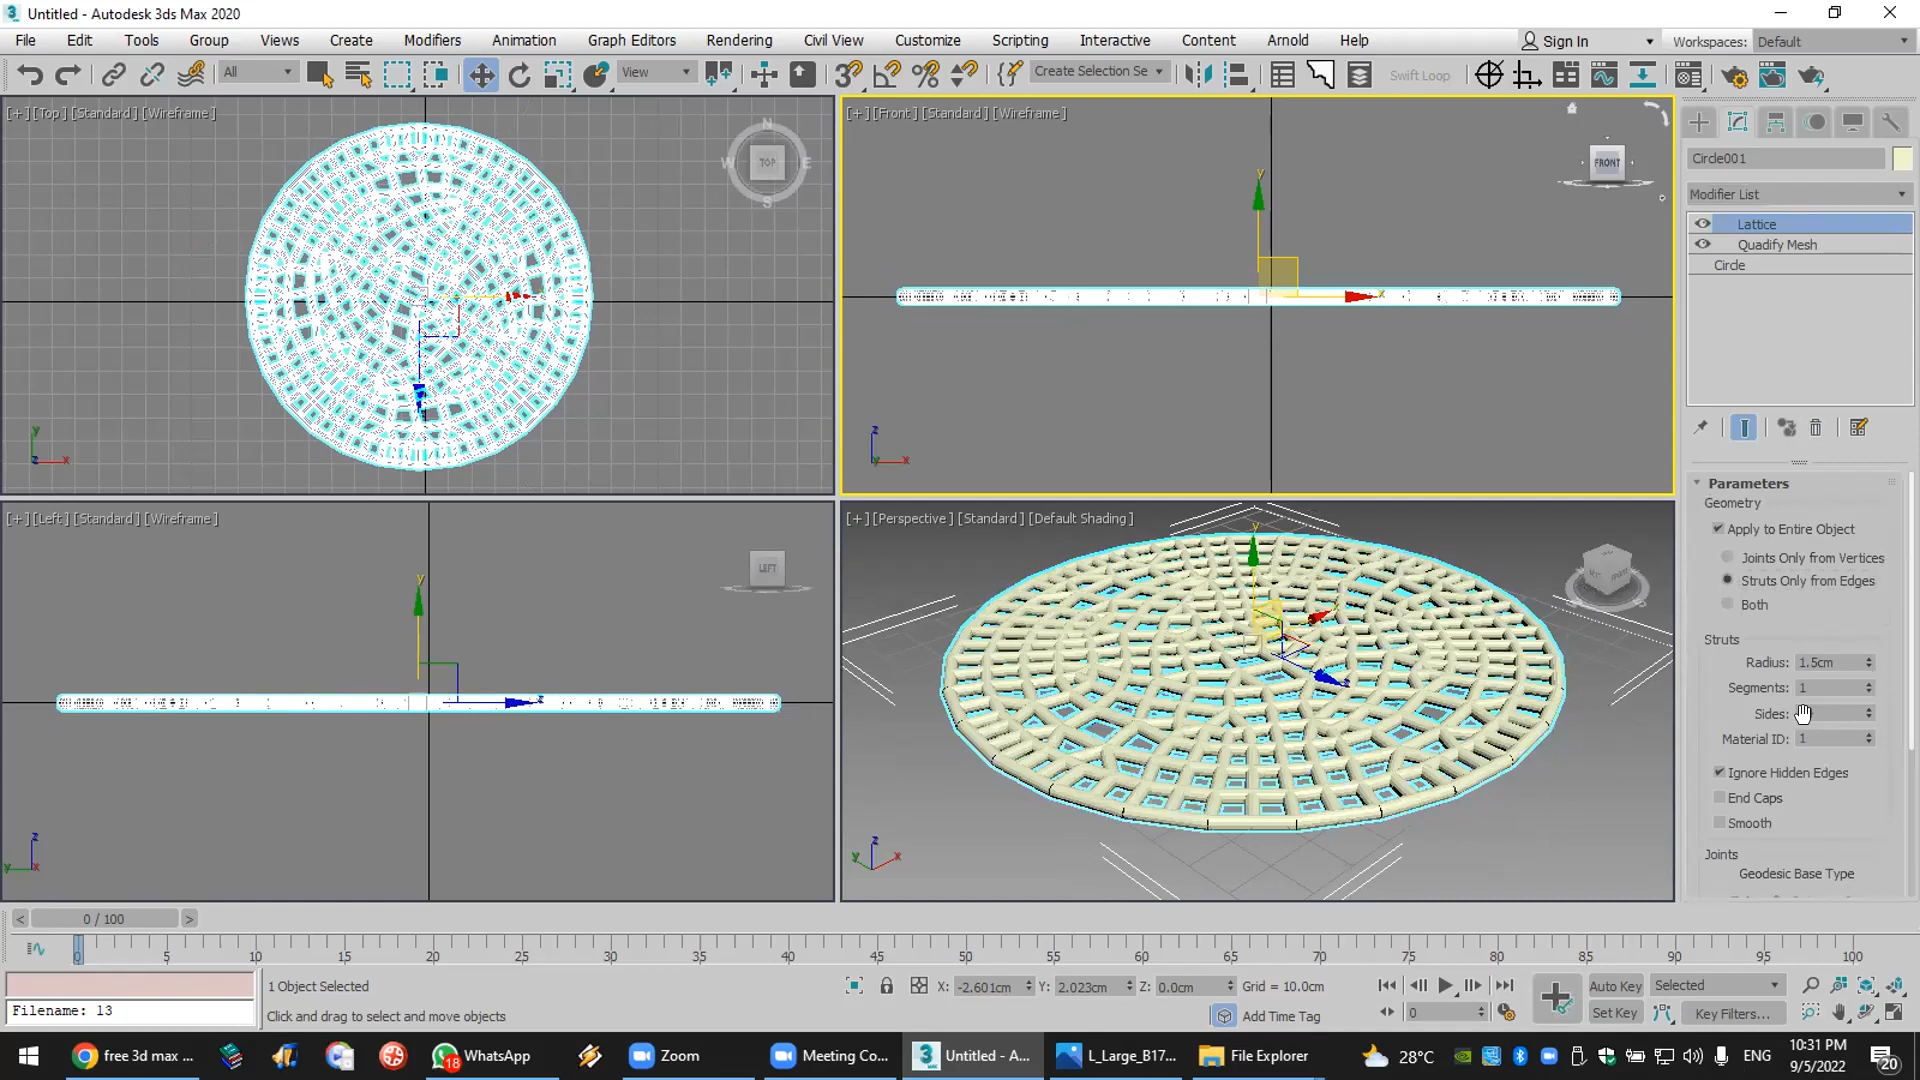 Untitled - Autodesk 3ds Max 2020
File Edit Tools Group Views Create Modifiers Animation Graph Editors Rendering Civil View Customize Scripting Interactive Content Arnold Help Sign In Workspaces: Default
All View Create Selection Se Swift Loop
[+][Top][Standard][Wireframe]
N
W TOP E
S
y
z x
[+][Front][Standard][Wireframe]
FRONT
y
x
z
y x
[+][Left][Standard][Wireframe]
LEFT
y
z
z
y x
[+][Perspective][Standard][Default Shading]
y
z
z
y x
Circle001
Modifier List
Lattice
Quadify Mesh
Circle
Parameters
Geometry
Apply to Entire Object
Joints Only from Vertices
Struts Only from Edges
Both
Struts
Radius: 1.5cm
Segments: 1
Sides:
Material ID: 1
Ignore Hidden Edges
End Caps
Smooth
Joints
Geodesic Base Type
< 0 / 100 >
0 5 10 15 20 25 30 35 40 45 50 55 60 65 70 75 80 85 90 95 100
Filename: 13
1 Object Selected
Click and drag to select and move objects
X: -2.601cm Y: 2.023cm Z: 0.0cm Grid = 10.0cm
Add Time Tag
0
Auto Key Selected
Set Key Key Filters...
free 3d max ... 18 WhatsApp Zoom Meeting Co... Untitled - A... L_Large_B17... File Explorer 28°C ENG
10:31 PM
9/5/2022
20